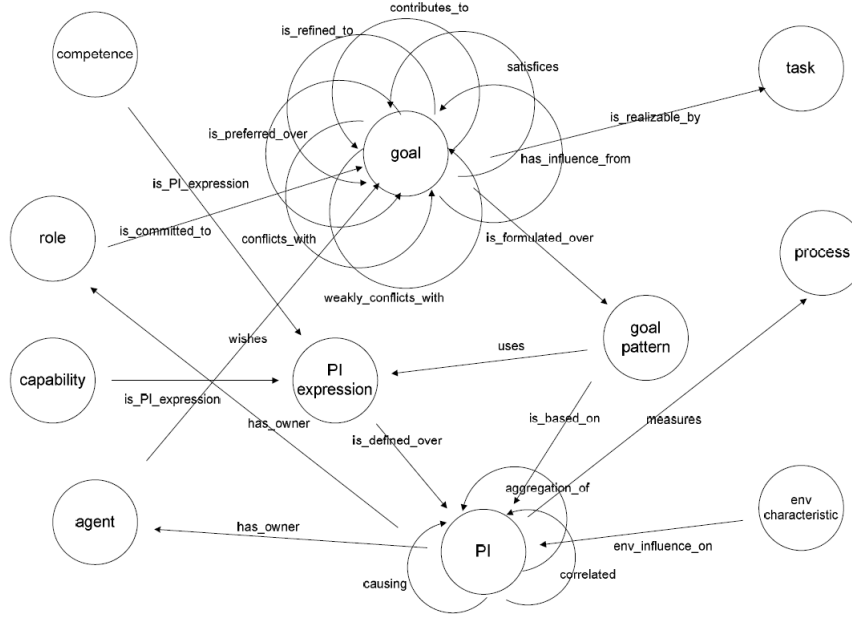 contributes_to
is_refined_to
competence
satisfices
task
is_realizable_by
is_preferred_over
goal
has_influence_from
is_PI_expression
role
is_committed_to
conflicts_with
is_formulated_over
process
weakly_conflicts_with
wishes
goal
pattern
uses
PI
expression
capability
is_PI_expression
has_owner
is_based_on
measures
is_defined_over
aggregation_of
env
characteristic
agent
has_owner
PI
env_influence_on
causing
correlated